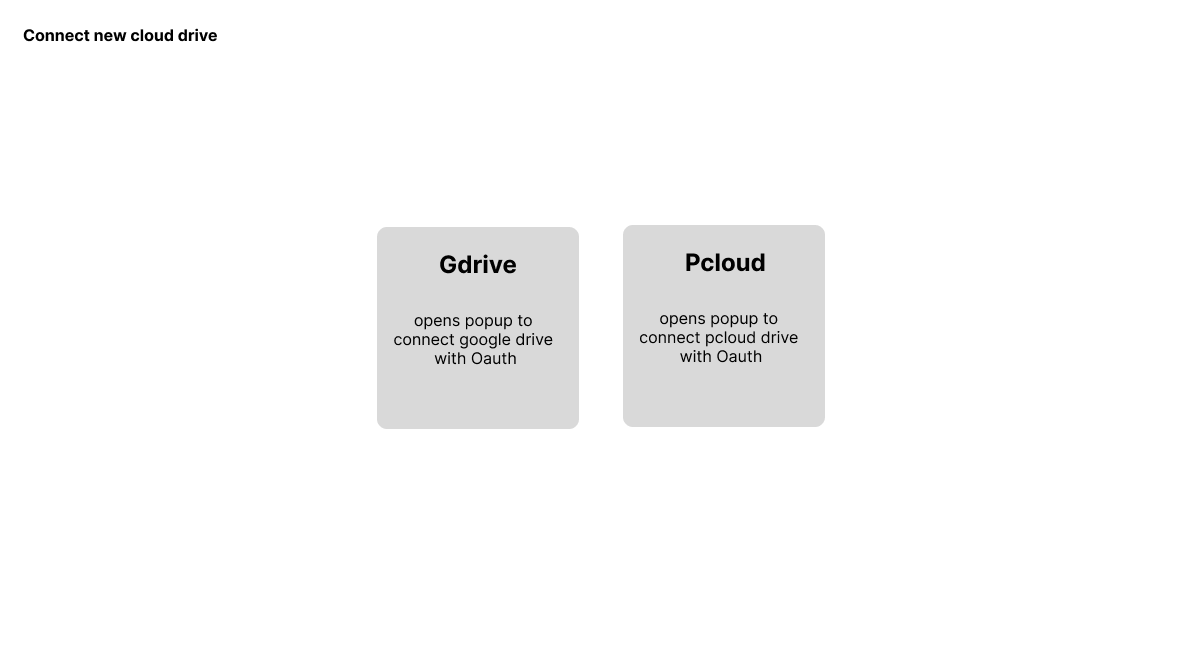 Connect new cloud drive
Gdrive
opens popup to
connect google drive
with Oauth
Pcloud
opens popup to
connect pcloud drive
with Oauth